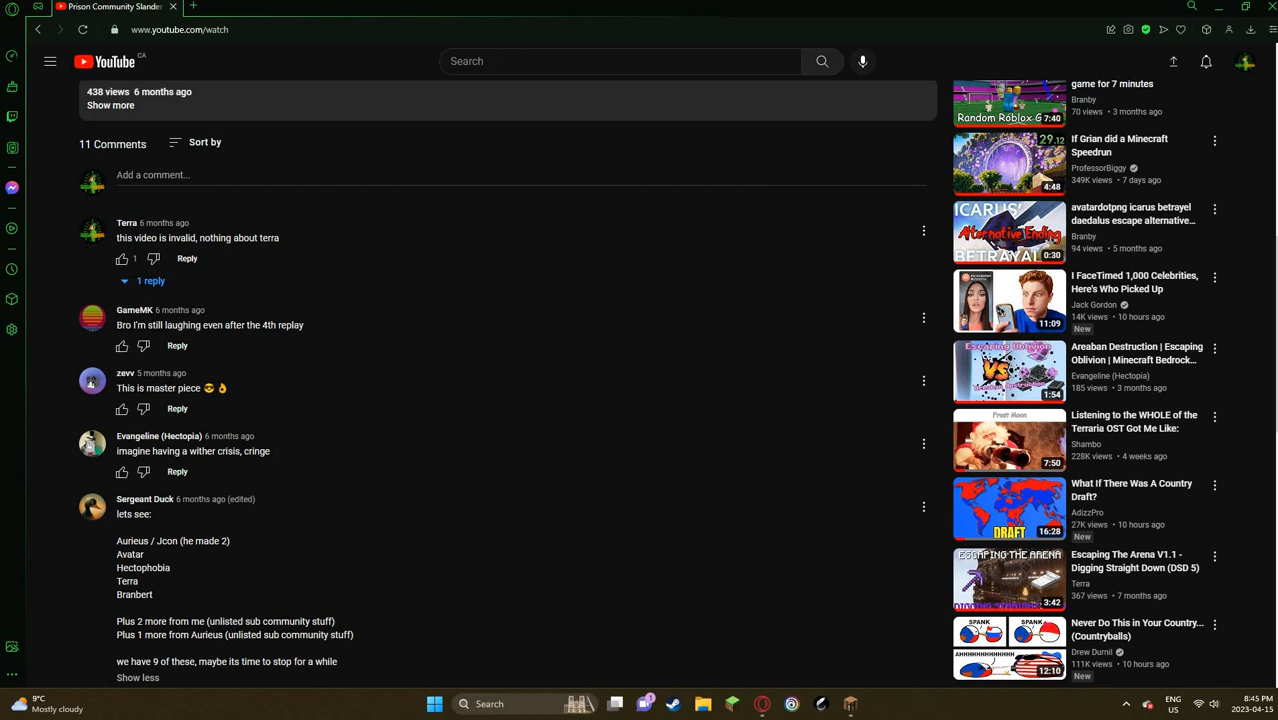 Prison Community Slander
www.youtube.com/watch
YouTube
CA
Search
438 views  6 months ago
Show more
11 Comments
Sort by
Add a comment...
Terra 6 months ago
this video is invalid, nothing about terra
1
Reply
1 reply
GameMK 6 months ago
Bro I'm still laughing even after the 4th replay
Reply
zevv 5 months ago
This is master piece 😎👌
Reply
Evangeline (Hectopia) 6 months ago
imagine having a wither crisis, cringe
Reply
Sergeant Duck 6 months ago (edited)
lets see:
Aurieus / Jcon (he made 2)
Avatar
Hectophobia
Terra
Branbert
Plus 2 more from me (unlisted sub community stuff)
Plus 1 more from Aurieus (unlisted sub community stuff)
we have 9 of these, maybe its time to stop for a while
Show less
Random Roblox G
7:40
game for 7 minutes
Branby
70 views • 3 months ago
29.12
4:48
If Grian did a Minecraft
Speedrun
ProfessorBiggy
349K views • 7 days ago
ICARUS'
Alternative Ending
BETRAYAL
0:30
avatardotpng icarus betrayel
daedalus escape alternative...
Branby
94 views • 5 months ago
11:09
I FaceTimed 1,000 Celebrities,
Here's Who Picked Up
Jack Gordon
14K views • 10 hours ago
New
Escaping Oblivion
VS
Destruction
1:54
Areaban Destruction | Escaping
Oblivion | Minecraft Bedrock...
Evangeline (Hectopia)
185 views • 3 months ago
Frost Moon
7:50
Listening to the WHOLE of the
Terraria OST Got Me Like:
Shambo
228K views • 4 weeks ago
DRAFT
16:28
What If There Was A Country
Draft?
AdizzPro
27K views • 10 hours ago
New
ESCAPING THE ARENA
DIGGING STRAIGHT
3:42
Escaping The Arena V1.1 -
Digging Straight Down (DSD 5)
Terra
367 views • 7 months ago
SPANK
SPANK
AHHHHHHHHHHHH
12:10
Never Do This in Your Country...
(Countryballs)
Drew Durnil
111K views • 10 hours ago
New
9°C
Mostly cloudy
Search
1
ENG
US
8:45 PM
2023-04-15